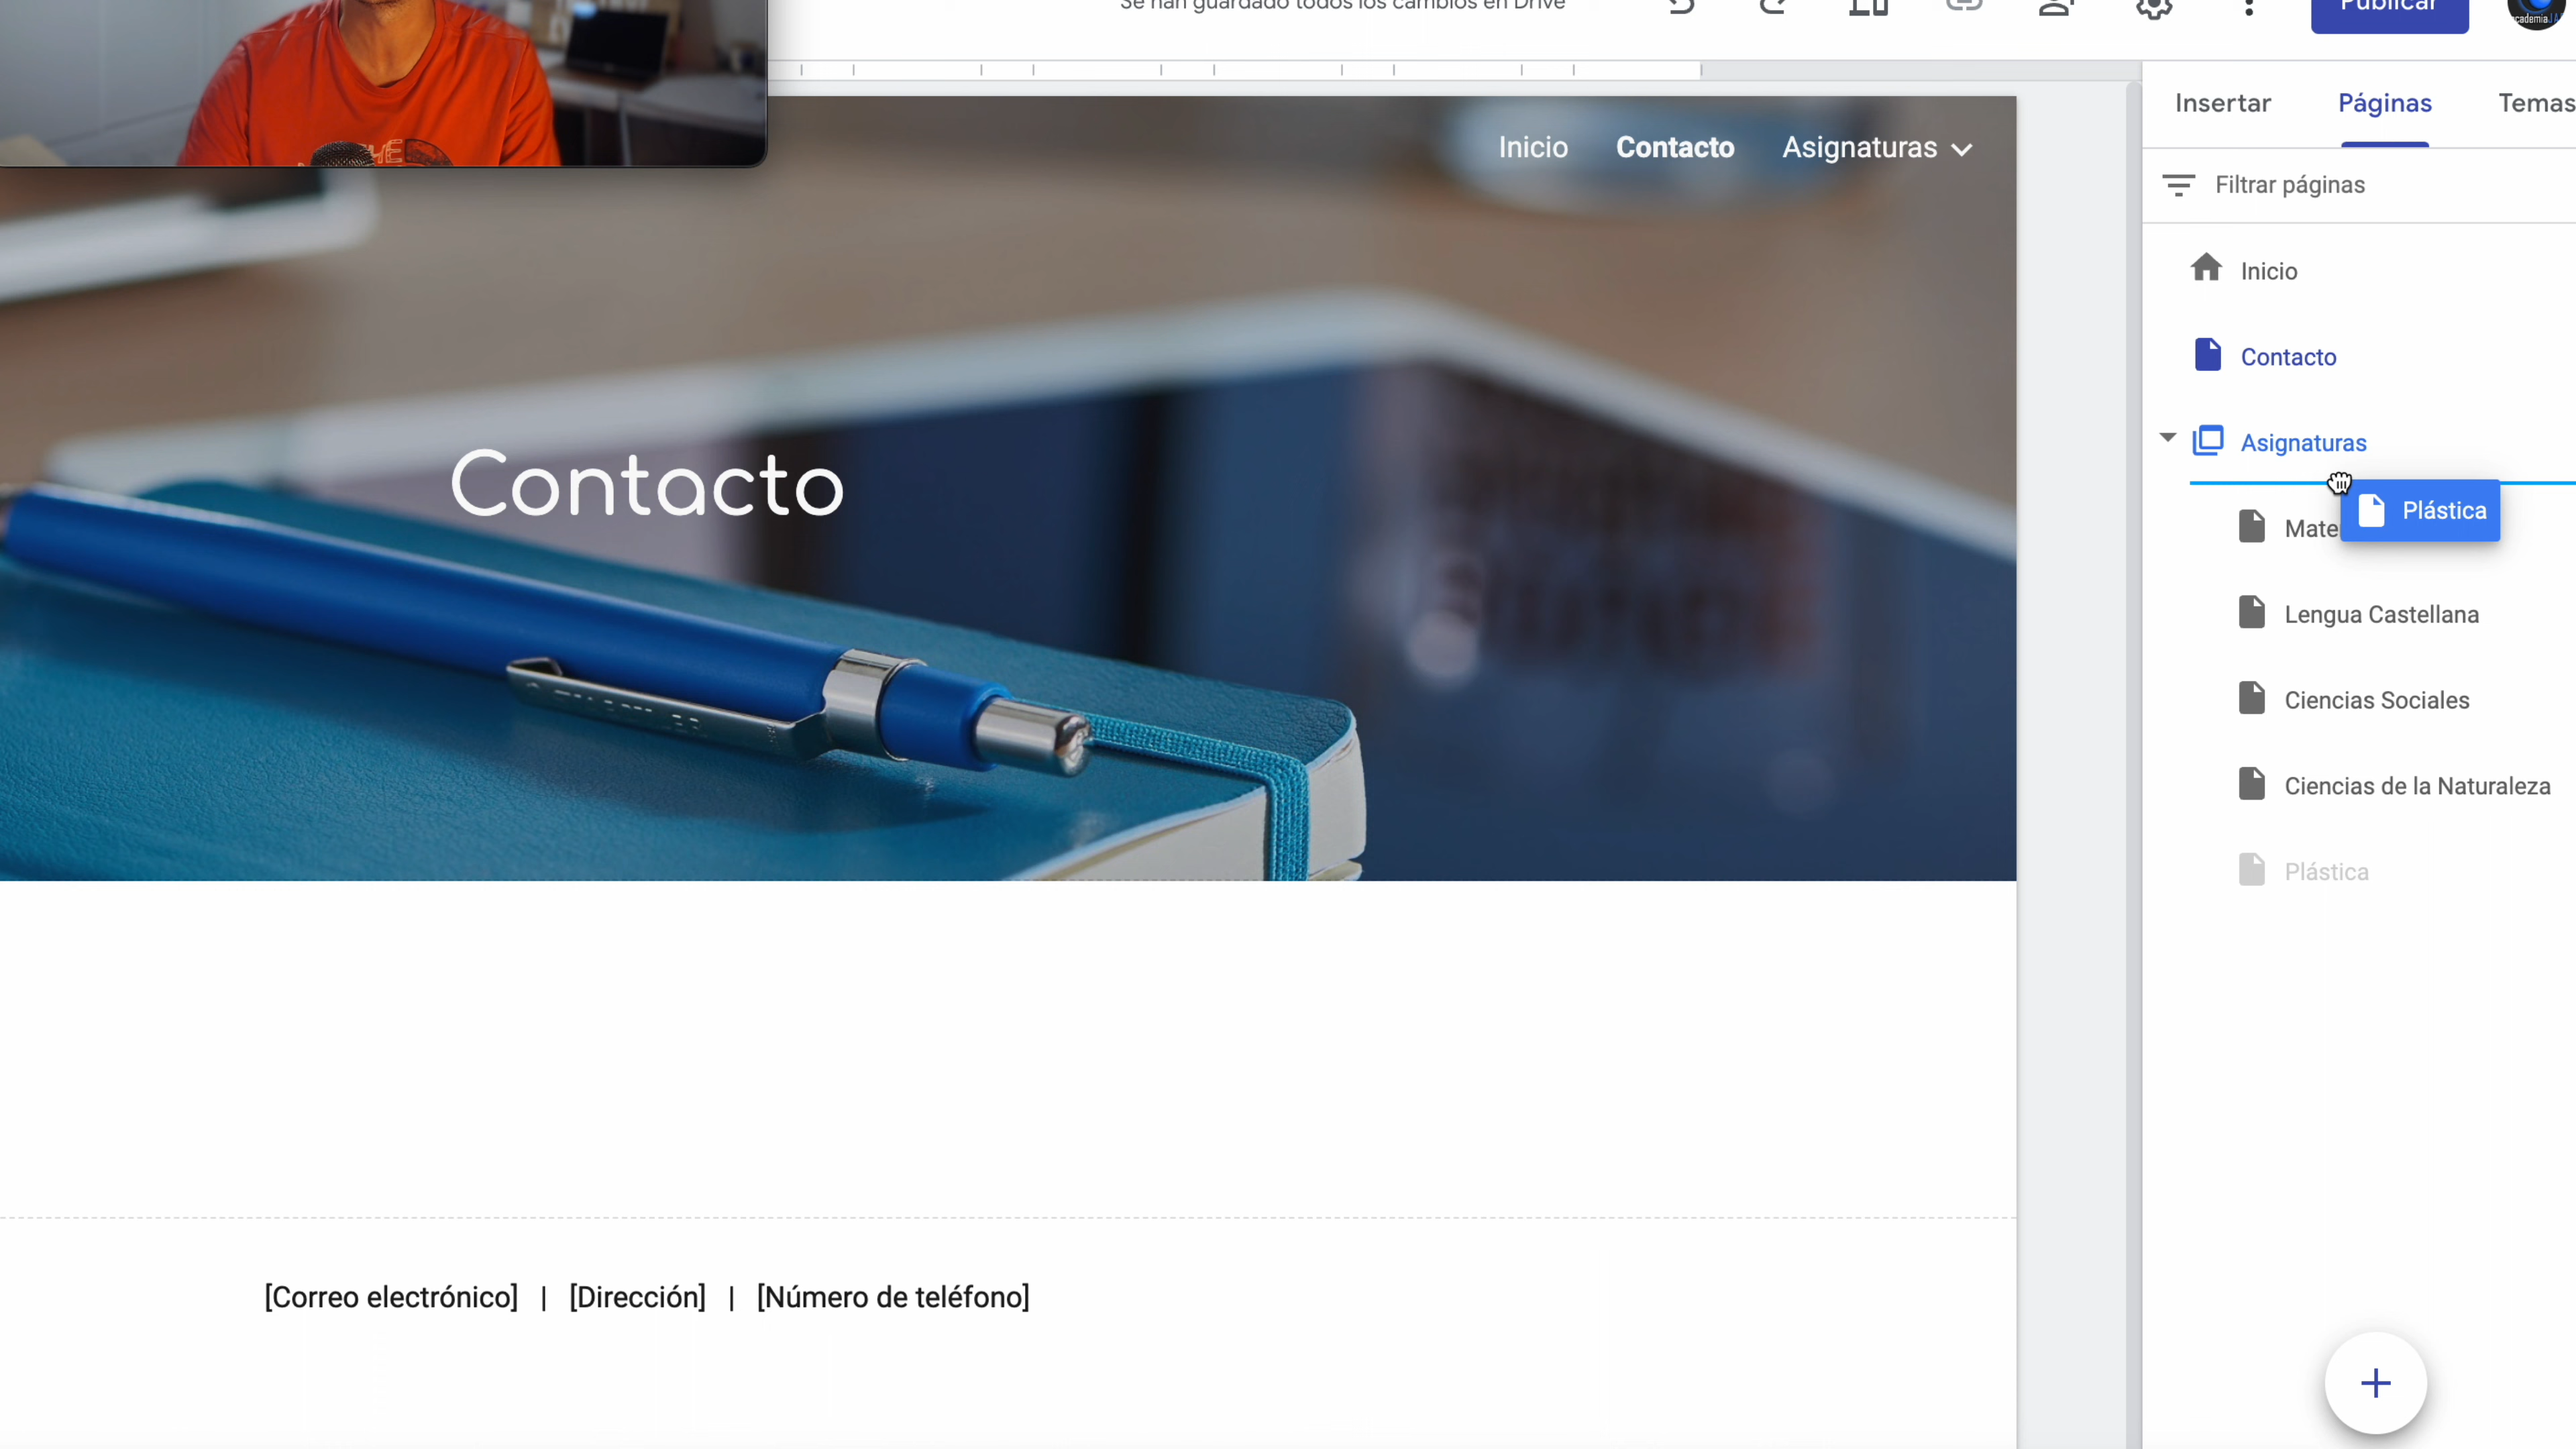 Se han guardado todos los cambios en Drive
Publicar
Insertar Páginas Temas
Inicio Contacto Asignaturas
Filtrar páginas
Inicio
Contacto
Asignaturas
Plástica
Mate
Lengua Castellana
Ciencias Sociales
Ciencias de la Naturaleza
Plástica
Contacto
[Correo electrónico] | [Dirección] | [Número de teléfono]